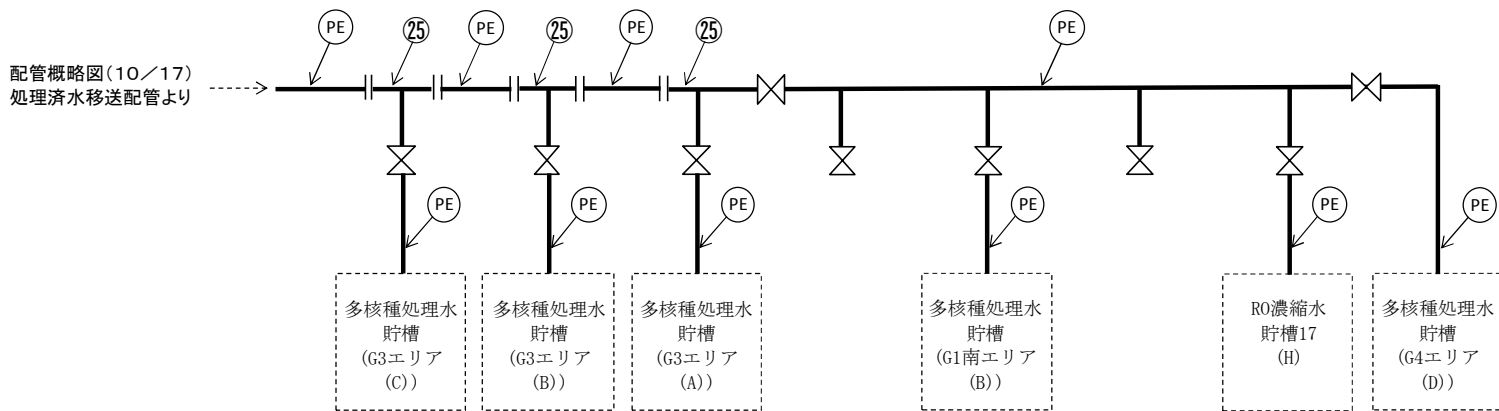 PE
㉕
PE
㉕
PE
㉕
PE
配管概略図(10／17)
処理済水移送配管より
PE
PE
PE
PE
PE
PE
多核種処理水
貯槽
(G3エリア
(C))
多核種処理水
貯槽
(G3エリア
(B))
多核種処理水
貯槽
(G3エリア
(A))
多核種処理水
貯槽
(G1南エリア
(B))
RO濃縮水
貯槽17
(H)
多核種処理水
貯槽
(G4エリア
(D))